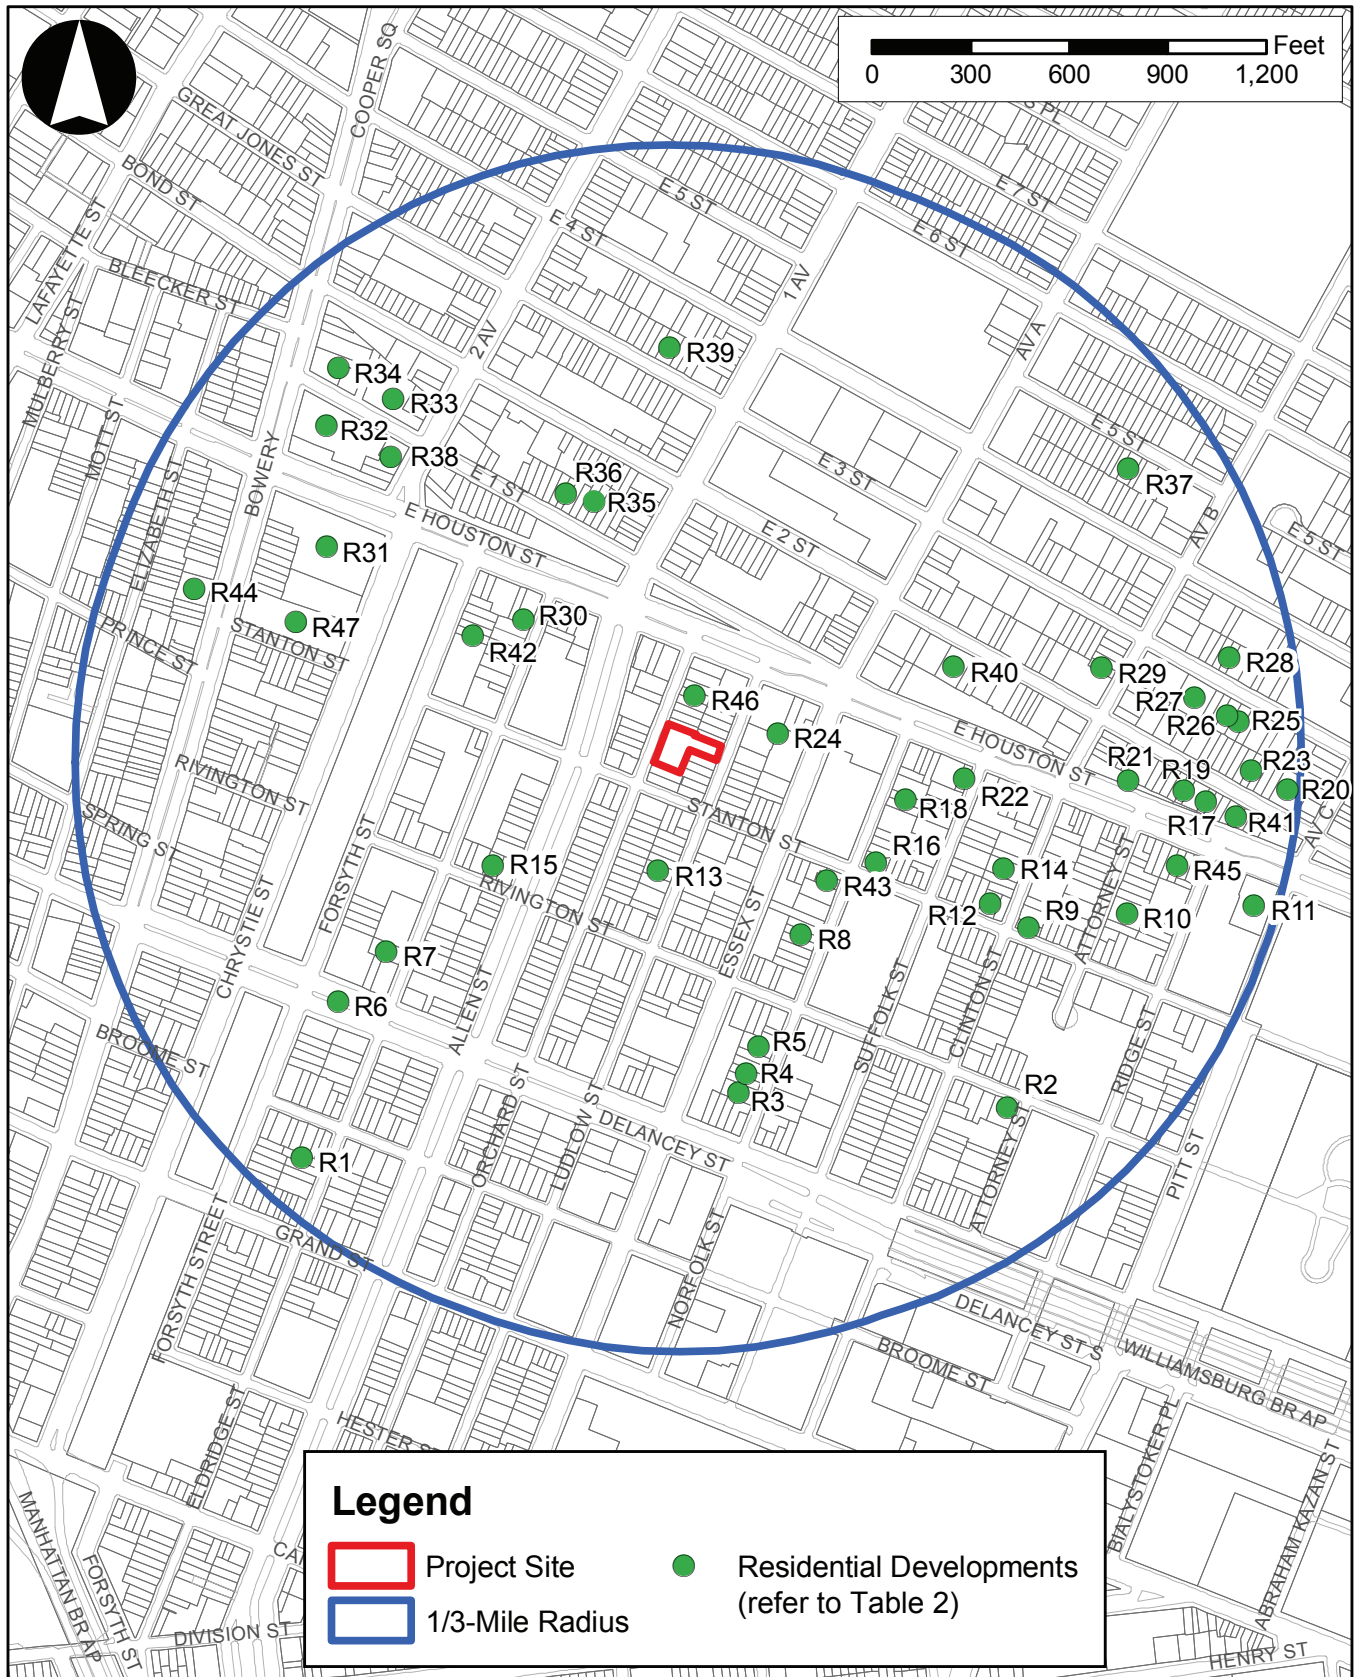 Feet
0 300 600 900 1,200
COOPER SQ
GREAT JONES ST
BOND ST
LAFAYETTE ST
BLEECKER ST
MULBERRY ST
MOTT ST
ELIZABETH ST
BOWERY
PRINCE ST
STANTON ST
RIVINGTON ST
SPRING ST
BROOME ST
CHRYSTIE ST
FORSYTH ST
2 AV
1 AV
AV A
AV B
AV C
S PL
E 7 ST
E 6 ST
E 5 ST
E 4 ST
E 5 ST
E 3 ST
E 2 ST
E 1 ST
E 5 ST
E HOUSTON ST
E HOUSTON ST
STANTON ST
RIVINGTON ST
ESSEX ST
ALLEN ST
ORCHARD ST
LUDLOW ST
DELANCEY ST
NORFOLK ST
SUFFOLK ST
CLINTON ST
ATTORNEY ST
ATTORNEY ST
RIDGE ST
PITT ST
GRAND ST
FORSYTH STREET
ELDRIDGE ST
HESTER ST
CAN
DIVISION ST
MANHATTAN BR AP
FORSYTH ST
DELANCEY ST S
BROOME ST
WILLIAMSBURG BR AP
BIALYSTOKER PL
ABRAHAM KAZAN ST
HENRY ST
R39
R34
R33
R32
R38
R36
R35
R37
R31
R44
R47
R30
R42
R46
R24
R40
R29
R28
R27
R26
R25
R23
R20
R21
R19
R17
R41
R22
R18
R16
R43
R14
R12
R9
R10
R45
R11
R15
R13
R8
R7
R6
R5
R4
R3
R2
R1
Legend
Project Site
1/3-Mile Radius
Residential Developments
(refer to Table 2)